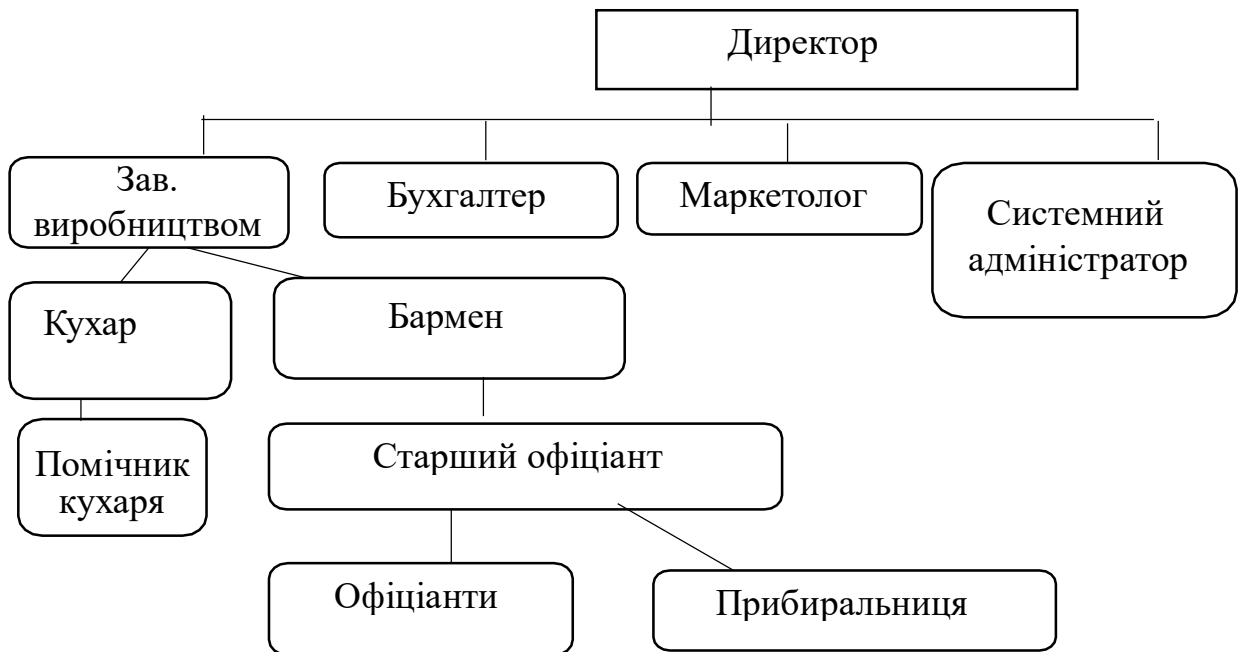 Директор
Зав.
виробництвом
Бухгалтер
Маркетолог
Системний
адміністратор
Кухар
Бармен
Помічник
кухаря
Старший офіціант
Офіціанти
Прибиральниця